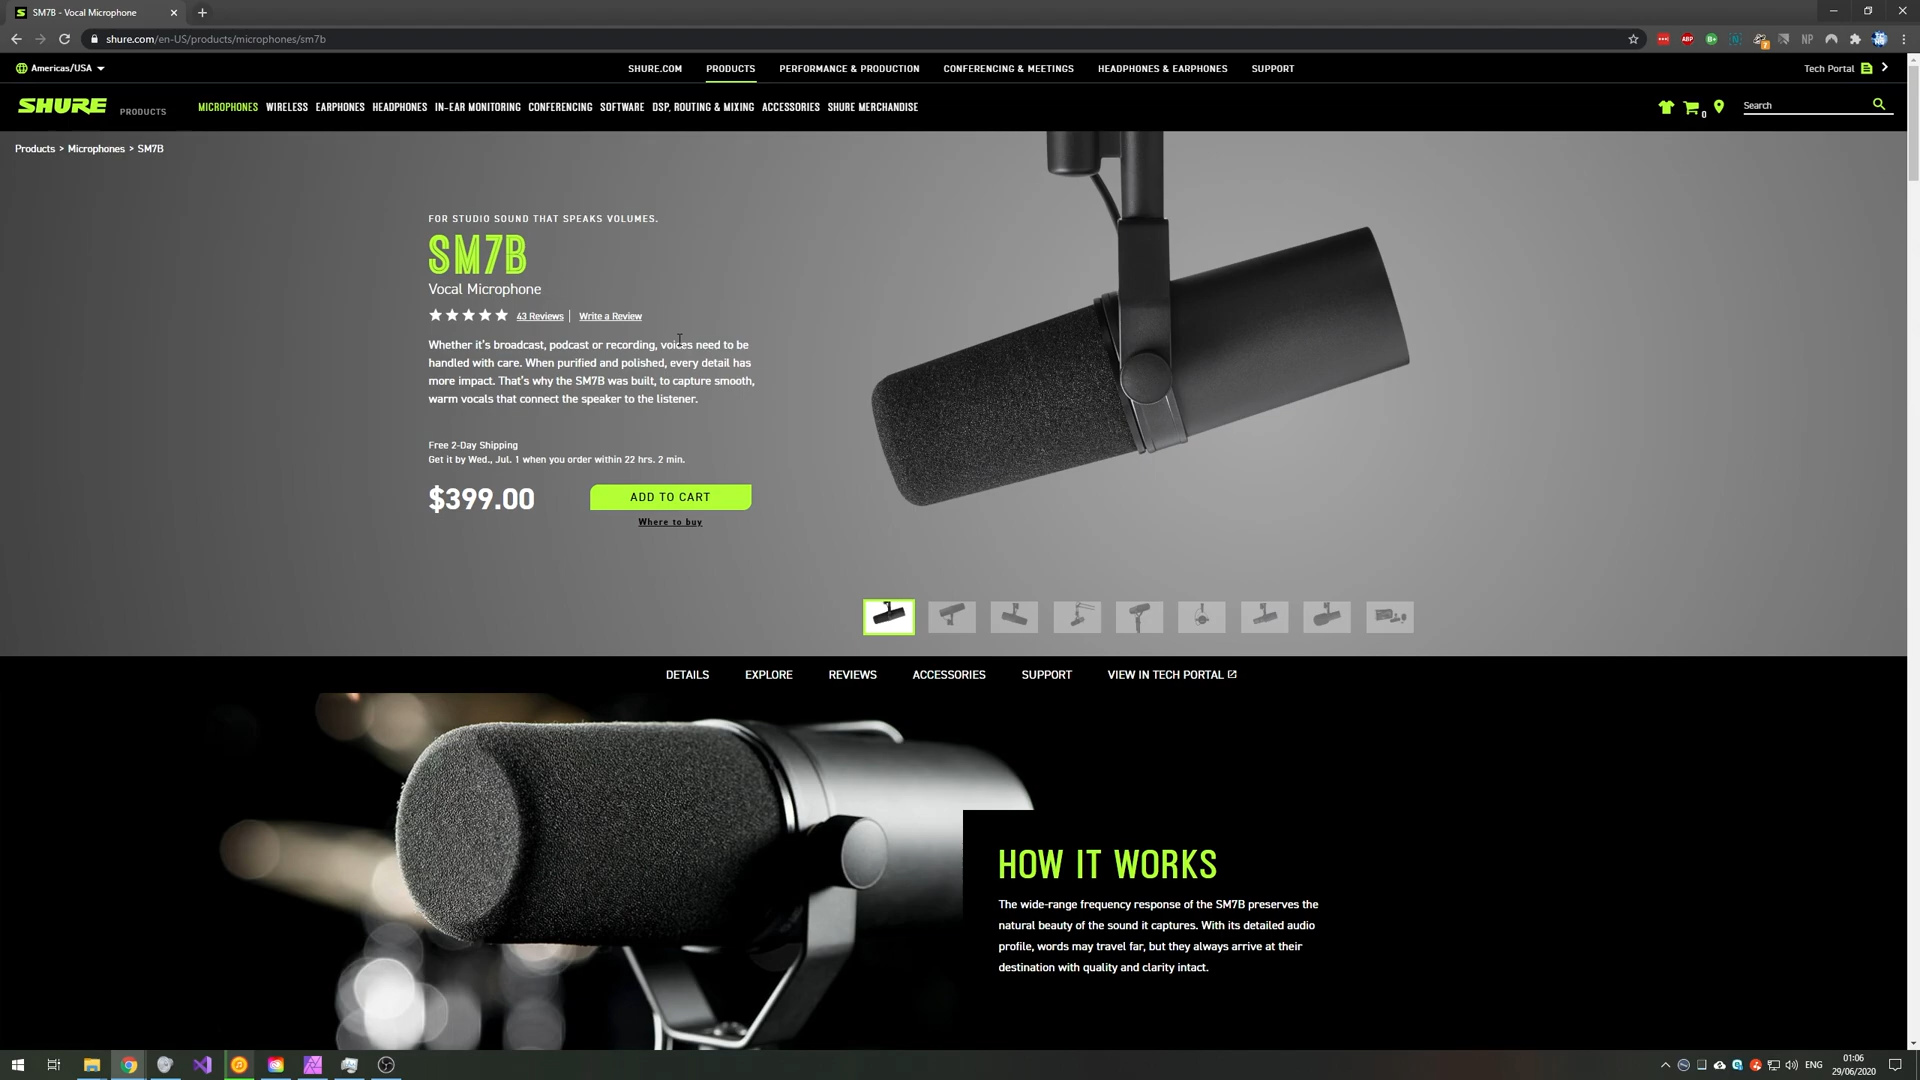 SM7B - Vocal Microphone
shure.com/en-US/products/microphones/sm7b
ABP
NP
Americas/USA
SHURE.COM PRODUCTS PERFORMANCE & PRODUCTION CONFERENCING & MEETINGS HEADPHONES & EARPHONES SUPPORT
Tech Portal
SHURE PRODUCTS
MICROPHONES WIRELESS EARPHONES HEADPHONES IN-EAR MONITORING CONFERENCING SOFTWARE DSP, ROUTING & MIXING ACCESSORIES SHURE MERCHANDISE
0
Search
Products > Microphones > SM7B
FOR STUDIO SOUND THAT SPEAKS VOLUMES.
SM7B
Vocal Microphone
43 Reviews | Write a Review
Whether it's broadcast, podcast or recording, voices need to be
handled with care. When purified and polished, every detail has
more impact. That's why the SM7B was built, to capture smooth,
warm vocals that connect the speaker to the listener.
Free 2-Day Shipping
Get it by Wed., Jul. 1 when you order within 22 hrs. 2 min.
$399.00
ADD TO CART
Where to buy
DETAILS EXPLORE REVIEWS ACCESSORIES SUPPORT VIEW IN TECH PORTAL
HOW IT WORKS
The wide-range frequency response of the SM7B preserves the
natural beauty of the sound it captures. With its detailed audio
profile, words may travel far, but they always arrive at their
destination with quality and clarity intact.
ENG
01:06
29/06/2020